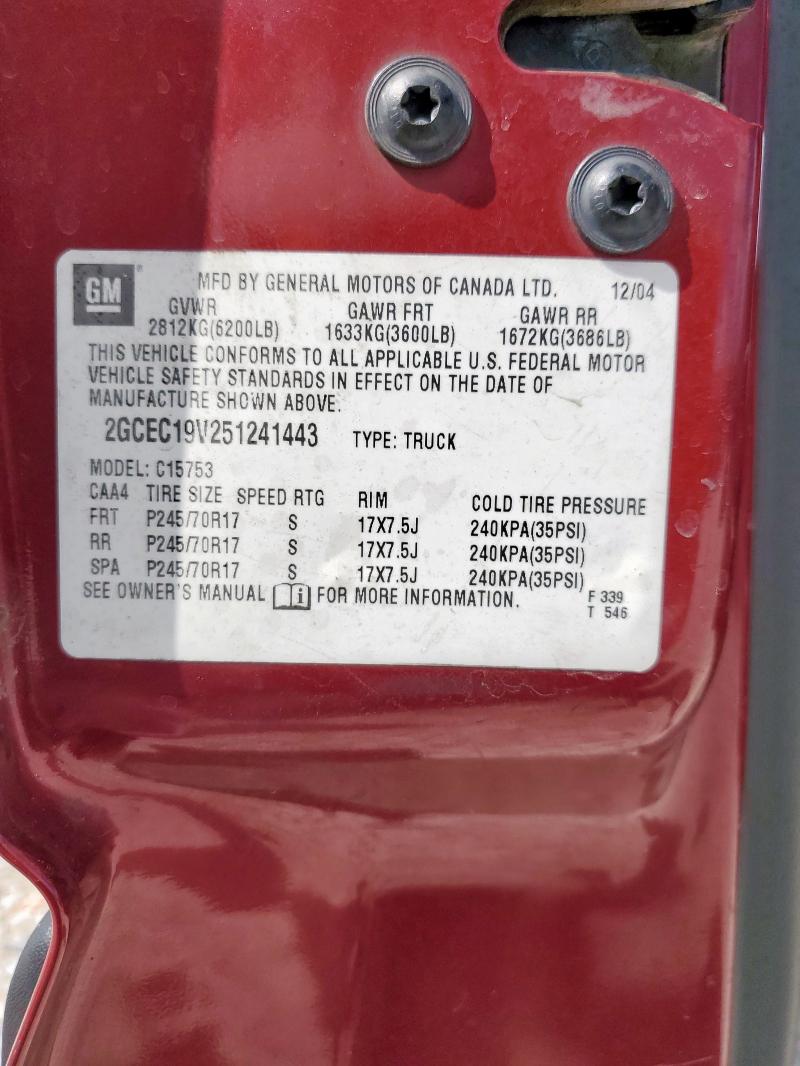 GM MFD BY GENERAL MOTORS OF CANADA LTD. 12/04
GVWR GAWR FRT GAWR RR
2812KG(6200LB) 1633KG(3600LB) 1672KG(3686LB)
THIS VEHICLE CONFORMS TO ALL APPLICABLE U.S. FEDERAL MOTOR
VEHICLE SAFETY STANDARDS IN EFFECT ON THE DATE OF
MANUFACTURE SHOWN ABOVE.
2GCEC19V251241443 TYPE: TRUCK
MODEL: C15753
CAA4 TIRE SIZE SPEED RTG RIM COLD TIRE PRESSURE
FRT P245/70R17 S 17X7.5J 240KPA(35PSI)
RR P245/70R17 S 17X7.5J 240KPA(35PSI)
SPA P245/70R17 S 17X7.5J 240KPA(35PSI)
SEE OWNER'S MANUAL i FOR MORE INFORMATION.
F 339
T 546